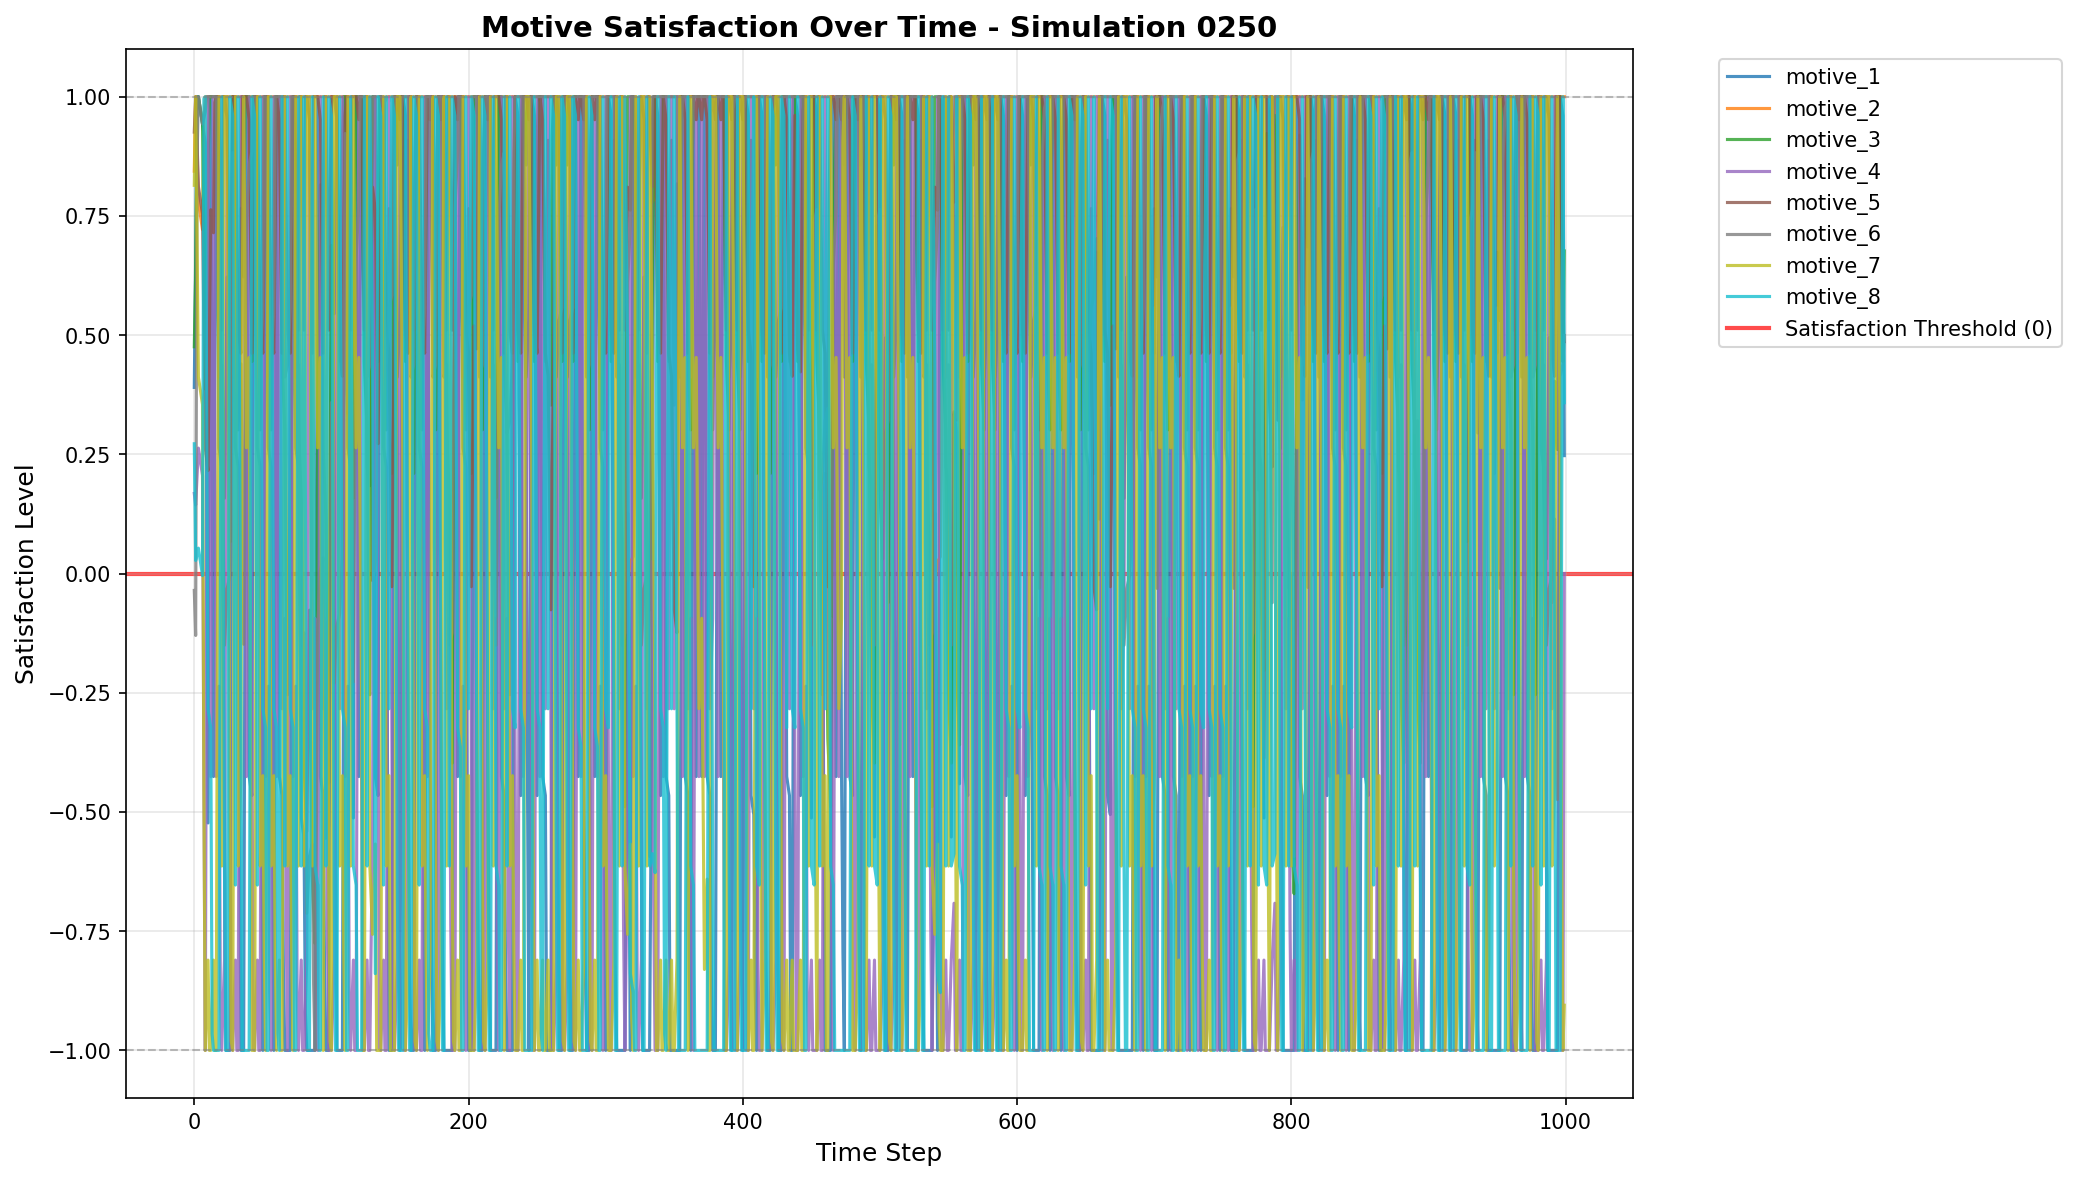 Motive Satisfaction Over Time - Simulation 0250
motive_1
motive_2
motive_3
motive_4
motive_5
motive_6
motive_7
motive_8
Satisfaction Threshold (0)
Satisfaction Level
1.00
0.75
0.50
0.25
0.00
−0.25
−0.50
−0.75
−1.00
0
200
400
600
800
1000
Time Step